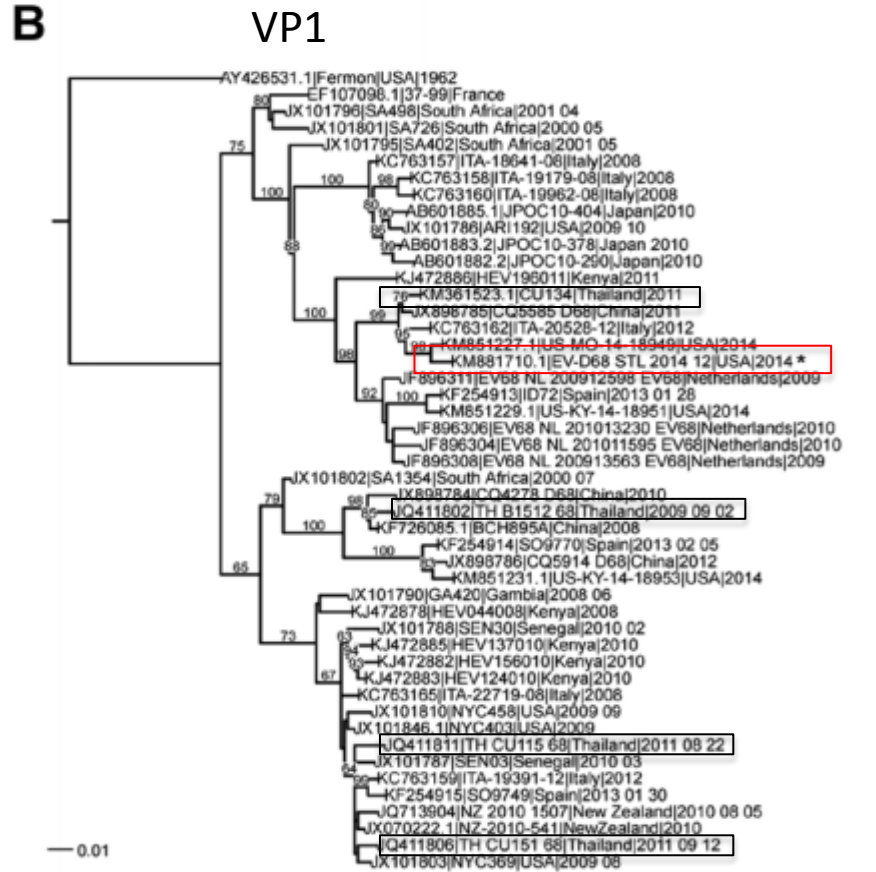 B
VP1
AY426531.1|Fermon|USA|1962
EF107098.1|37-99|France
80
JX101796|SA498|South Africa|2001 04
JX101801|SA726|South Africa|2000 05
75
JX101795|SA402|South Africa|2001 05
KC763157|ITA-18641-08|Italy|2008
100
98
KC763158|ITA-19179-08|Italy|2008
100
KC763160|ITA-19962-08|Italy|2008
80
90
AB601885.1|JPOC10-404|Japan|2010
86
JX101786|ARI192|USA|2009 10
88
99
AB601883.2|JPOC10-378|Japan 2010
AB601882.2|JPOC10-290|Japan|2010
KJ472886|HEV196011|Kenya|2011
76
KM361523.1|CU134|Thailand|2011
100
99
JX898785|CQ5585 D68|China|2011
95
KC763162|ITA-20528-12|Italy|2012
98
KM851227.1|US-MO-14-18949|USA|2014
98
KM881710.1|EV-D68 STL 2014 12|USA|2014 *
JF896311|EV68 NL 200912598 EV68|Netherlands|2009
92
100
KF254913|ID72|Spain|2013 01 28
KM851229.1|US-KY-14-18951|USA|2014
JF896306|EV68 NL 201013230 EV68|Netherlands|2010
JF896304|EV68 NL 201011595 EV68|Netherlands|2010
JF896308|EV68 NL 200913563 EV68|Netherlands|2009
JX101802|SA1354|South Africa|2000 07
79
98
JX898784|CQ4278 D68|China|2010
85
JQ411802|TH B1512 68|Thailand|2009 09 02
100
KF726085.1|BCH895A|China|2008
100
KF254914|SO9770|Spain|2013 02 05
65
83
JX898786|CQ5914 D68|China|2012
KM851231.1|US-KY-14-18953|USA|2014
JX101790|GA420|Gambia|2008 06
KJ472878|HEV044008|Kenya|2008
73
63
JX101788|SEN30|Senegal|2010 02
KJ472885|HEV137010|Kenya|2010
93
KJ472882|HEV156010|Kenya|2010
67
KJ472883|HEV124010|Kenya|2010
KC763165|ITA-22719-08|Italy|2008
JX101810|NYC458|USA|2009 09
JX101846.1|NYC403|USA|2009
JQ411811|TH CU115 68|Thailand|2011 08 22
JX101787|SEN03|Senegal|2010 03
KC763159|ITA-19391-12|Italy|2012
KF254915|SO9749|Spain|2013 01 30
JQ713904|NZ 2010 1507|New Zealand|2010 08 05
JX070222.1|NZ-2010-541|NewZealand|2010
0.01
JQ411806|TH CU151 68|Thailand|2011 09 12
JX101803|NYC369|USA|2009 08